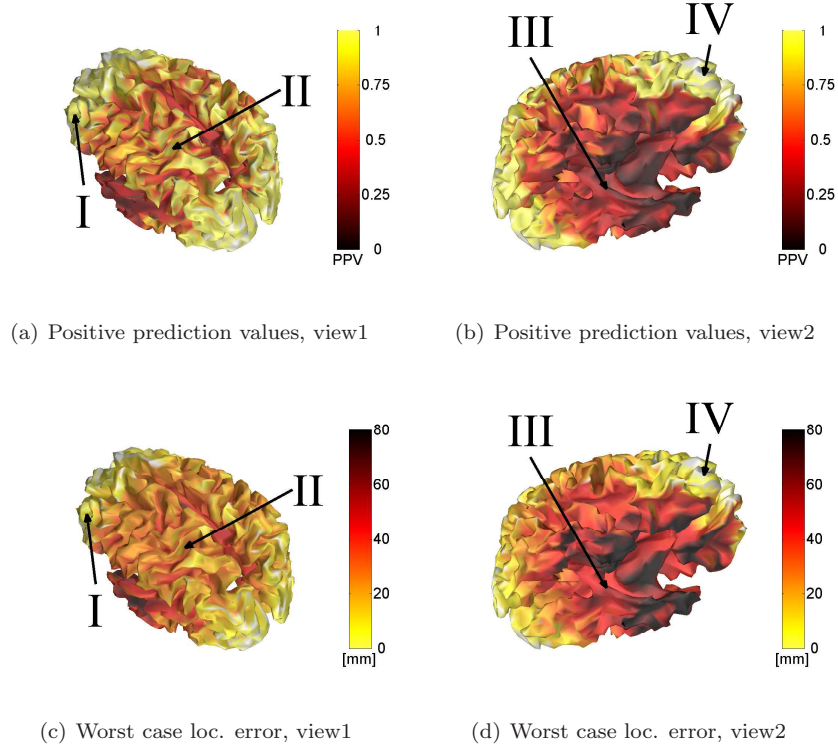 I
II
1
0.75
0.5
0.25
0
PPV
III
IV
1
0.75
0.5
0.25
0
PPV
(a) Positive prediction values, view1
(b) Positive prediction values, view2
I
II
80
60
40
20
0
[mm]
III
IV
80
60
40
20
0
[mm]
(c) Worst case loc. error, view1
(d) Worst case loc. error, view2